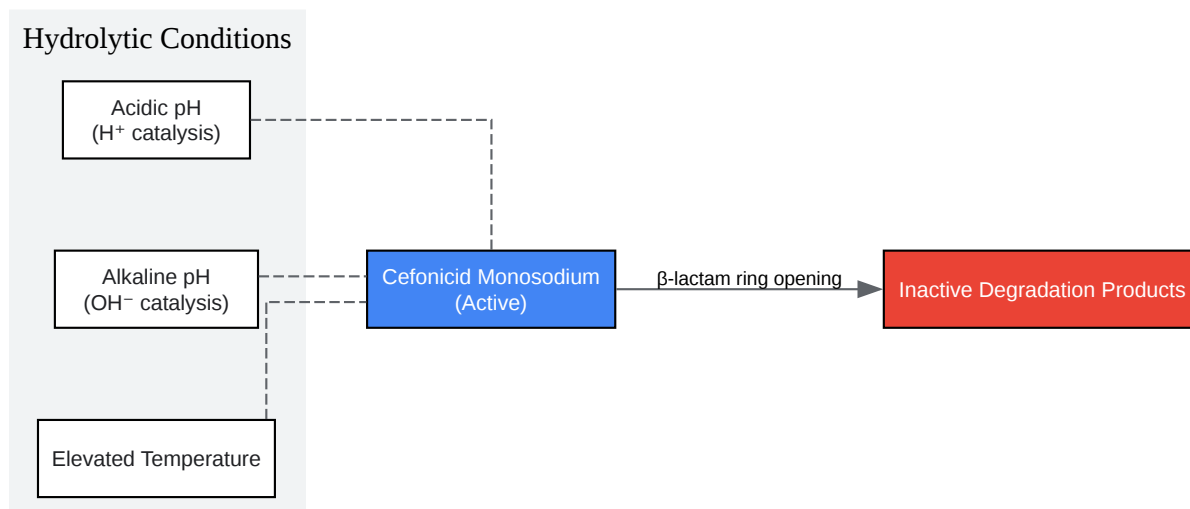 Hydrolytic Conditions
Acidic pH
(H⁺ catalysis)
Alkaline pH
(OH⁻ catalysis)
Elevated Temperature
Cefonicid Monosodium
(Active)
β-lactam ring opening
Inactive Degradation Products